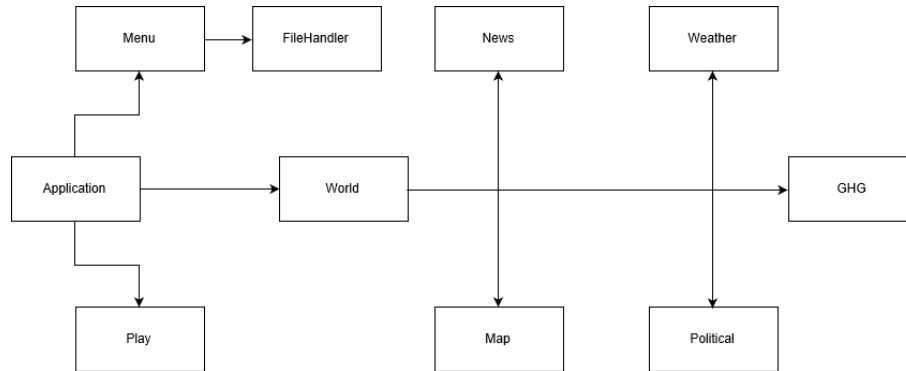 Menu
FileHandler
News
Weather
Application
World
GHG
Play
Map
Political